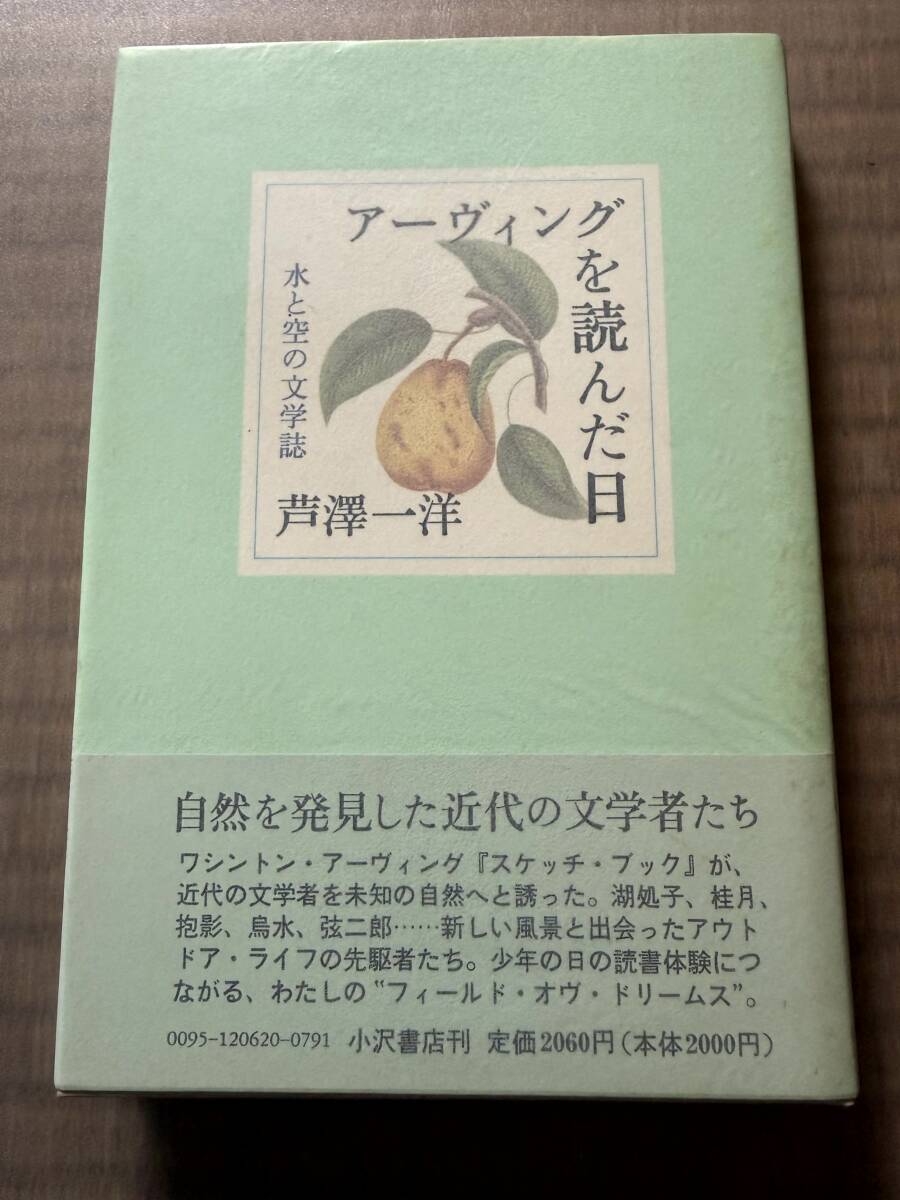 アーヴィングを読んだ日
水と空の文学誌
芦澤一洋
自然を発見した近代の文学者たち
ワシントン・アーヴィング『スケッチ・ブック』が、
近代の文学者を未知の自然へと誘った。湖処子、桂月、
抱影、烏水、弦二郎……新しい風景と出会ったアウト
ドア・ライフの先駆者たち。少年の日の読書体験につ
ながる、わたしの“フィールド・オヴ・ドリームス”。
0095-120620-0791 小沢書店刊 定価2060円(本体2000円)